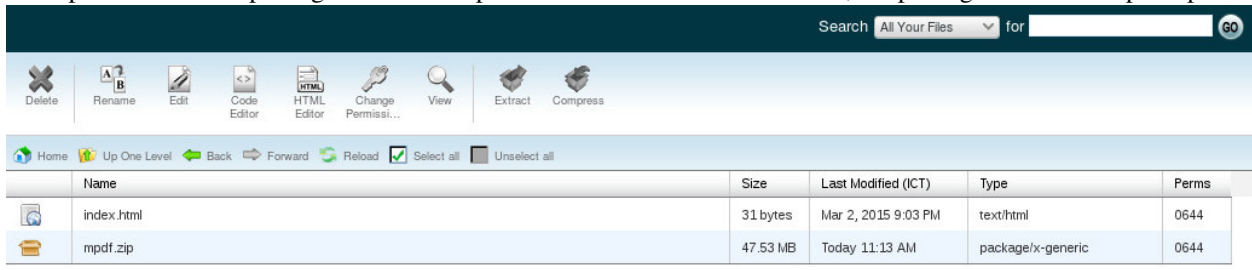 Search All Your Files for GO
Delete Rename Edit Code Editor HTML Editor Change Permissi... View Extract Compress
Home Up One Level Back Forward Reload Select all Unselect all
Name Size Last Modified (ICT) Type Perms
index.html 31 bytes Mar 2, 2015 9:03 PM text/html 0644
mpdf.zip 47.53 MB Today 11:13 AM package/x-generic 0644